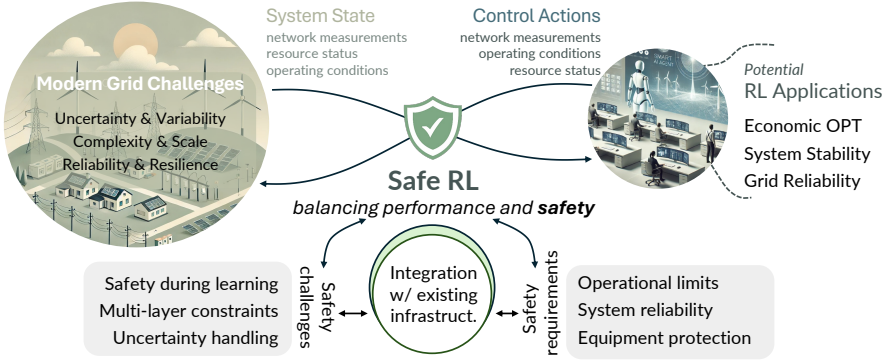 System State
network measurements
resource status
operating conditions
Control Actions
network measurements
operating conditions
resource status
Modern Grid Challenges
Uncertainty & Variability
Complexity & Scale
Reliability & Resilience
SMART
AI AGENT
Potential
RL Applications
Economic OPT
System Stability
Grid Reliability
Safe RL
balancing performance and safety
Safety during learning
Multi-layer constraints
Uncertainty handling
Safety
challenges
Integration
w/ existing
infrastruct.
Safety
requirements
Operational limits
System reliability
Equipment protection